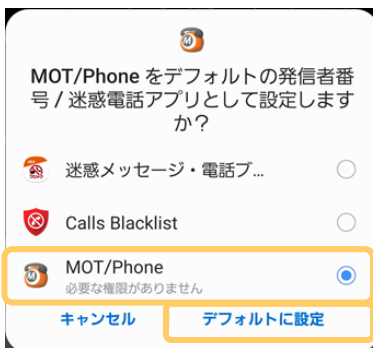 MOT/Phone をデフォルトの発信者番
号 / 迷惑電話アプリとして設定します
か？
迷惑メッセージ・電話ブ...
Calls Blacklist
MOT/Phone
必要な権限がありません
キャンセル デフォルトに設定